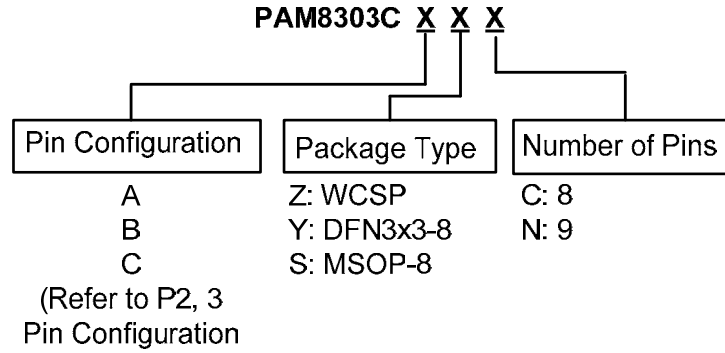 PAM8303C X X X
Pin Configuration
A
B
C
(Refer to P2, 3
Pin Configuration
Package Type
Z: WCSP
Y: DFN3x3-8
S: MSOP-8
Number of Pins
C: 8
N: 9